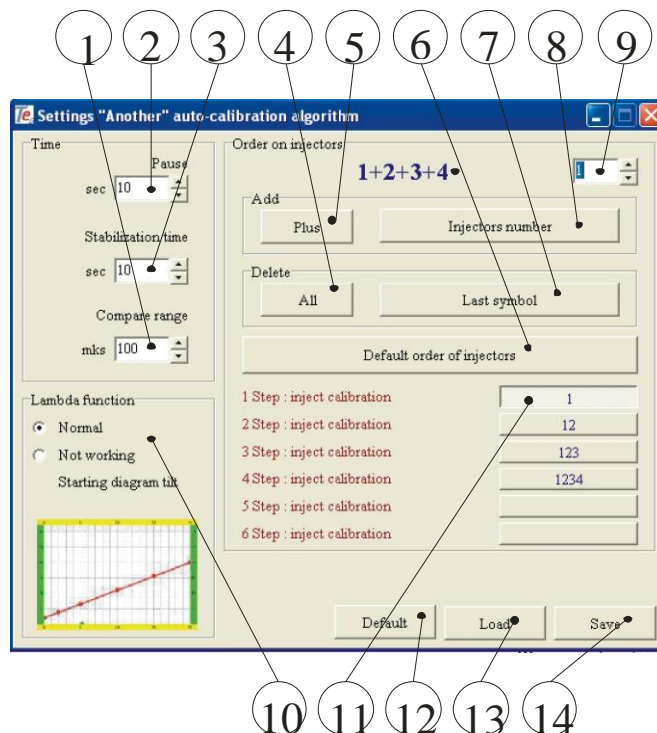 1 2 3 4 5 6 7 8 9
Te Settings "Another" auto-calibration algorithm
Time
Pause
sec 10
Stabilization time
sec 10
Compare range
mks 100
Lambda function
Normal
Not working
Starting diagram tilt
Order on injectors
1+2+3+4
1
Add
Plus
Injectors number
Delete
All
Last symbol
Default order of injectors
1 Step : inject calibration 1
2 Step : inject calibration 12
3 Step : inject calibration 123
4 Step : inject calibration 1234
5 Step : inject calibration
6 Step : inject calibration
Default
Load
Save
10 11 12 13 14